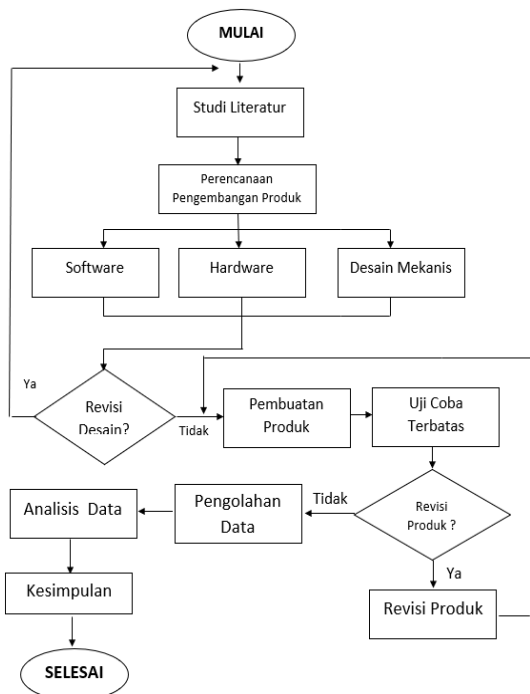 MULAI
Studi Literatur
Perencanaan
Pengembangan Produk
Software
Hardware
Desain Mekanis
Ya
Revisi
Desain?
Tidak
Pembuatan
Produk
Uji Coba
Terbatas
Revisi
Produk ?
Tidak
Pengolahan
Data
Analisis Data
Ya
Revisi Produk
Kesimpulan
SELESAI